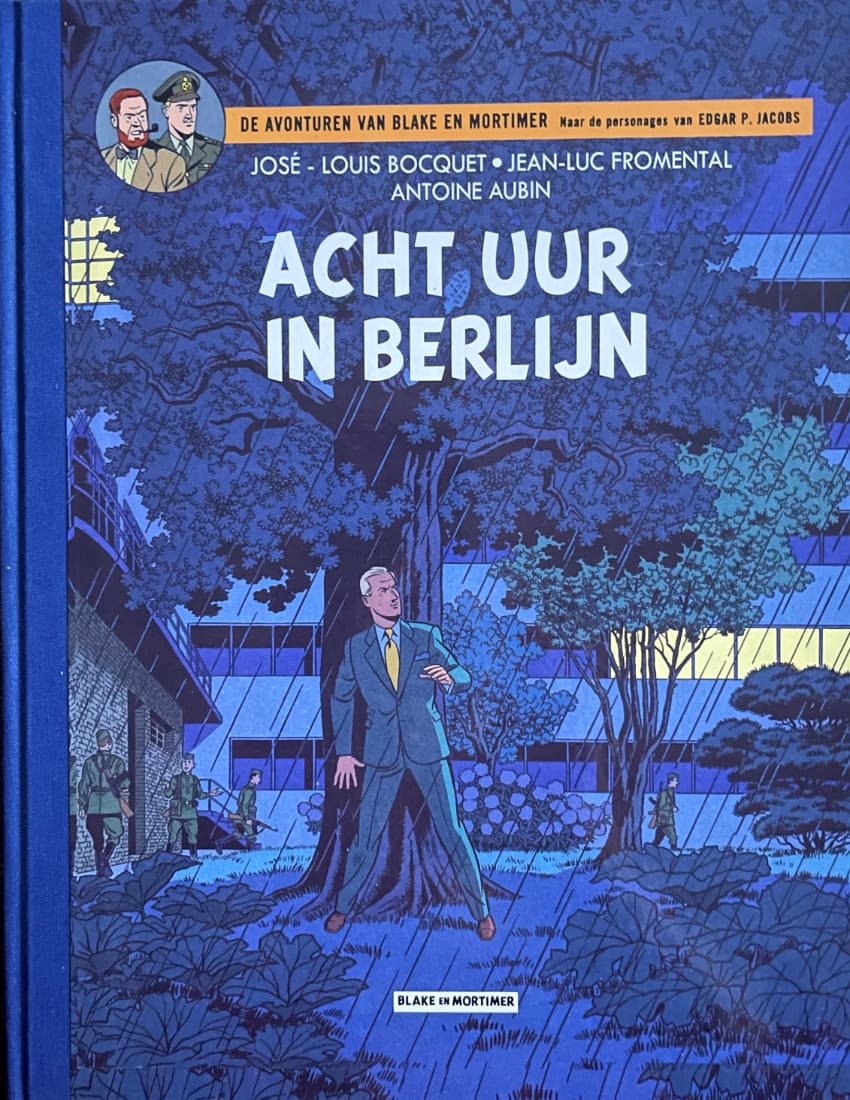 DE AVONTUREN VAN BLAKE EN MORTIMER Naar de personages van EDGAR P. JACOBS
JOSÉ - LOUIS BOCQUET • JEAN-LUC FROMENTAL
ANTOINE AUBIN
ACHT UUR
IN BERLIJN
BLAKE EN MORTIMER